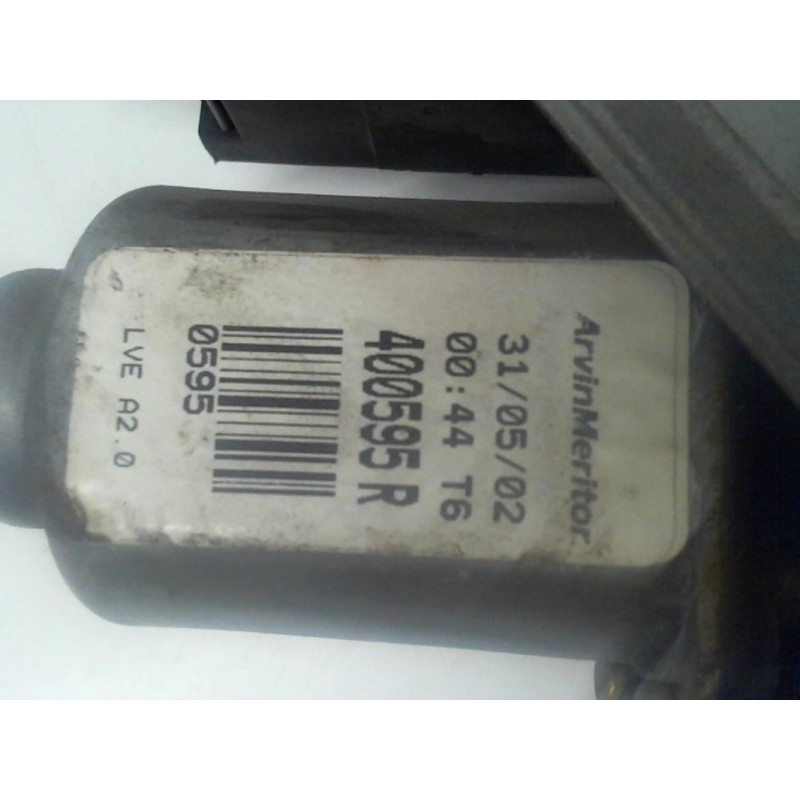 ArvinMeritor
31/05/02
00:44 T6
400595 R
0595
LVE A2.0